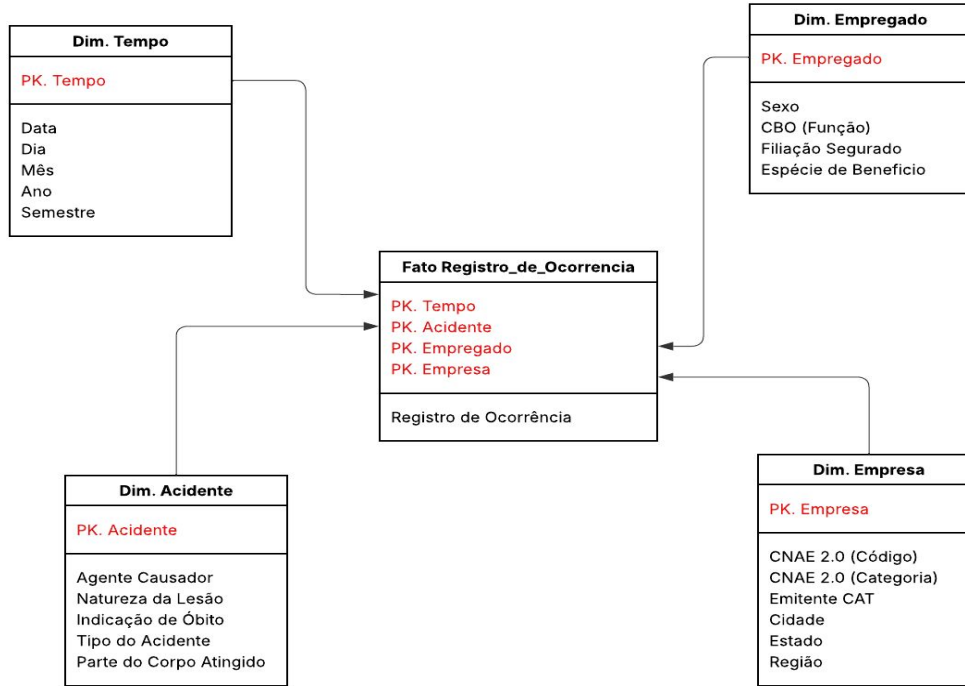 Dim. Tempo
PK. Tempo
Data
Dia
Mês
Ano
Semestre
Dim. Empregado
PK. Empregado
Sexo
CBO (Função)
Filiação Segurado
Espécie de Beneficio
Fato Registro_de_Ocorrencia
PK. Tempo
PK. Acidente
PK. Empregado
PK. Empresa
Registro de Ocorrência
Dim. Acidente
PK. Acidente
Agente Causador
Natureza da Lesão
Indicação de Óbito
Tipo do Acidente
Parte do Corpo Atingido
Dim. Empresa
PK. Empresa
CNAE 2.0 (Código)
CNAE 2.0 (Categoria)
Emitente CAT
Cidade
Estado
Região